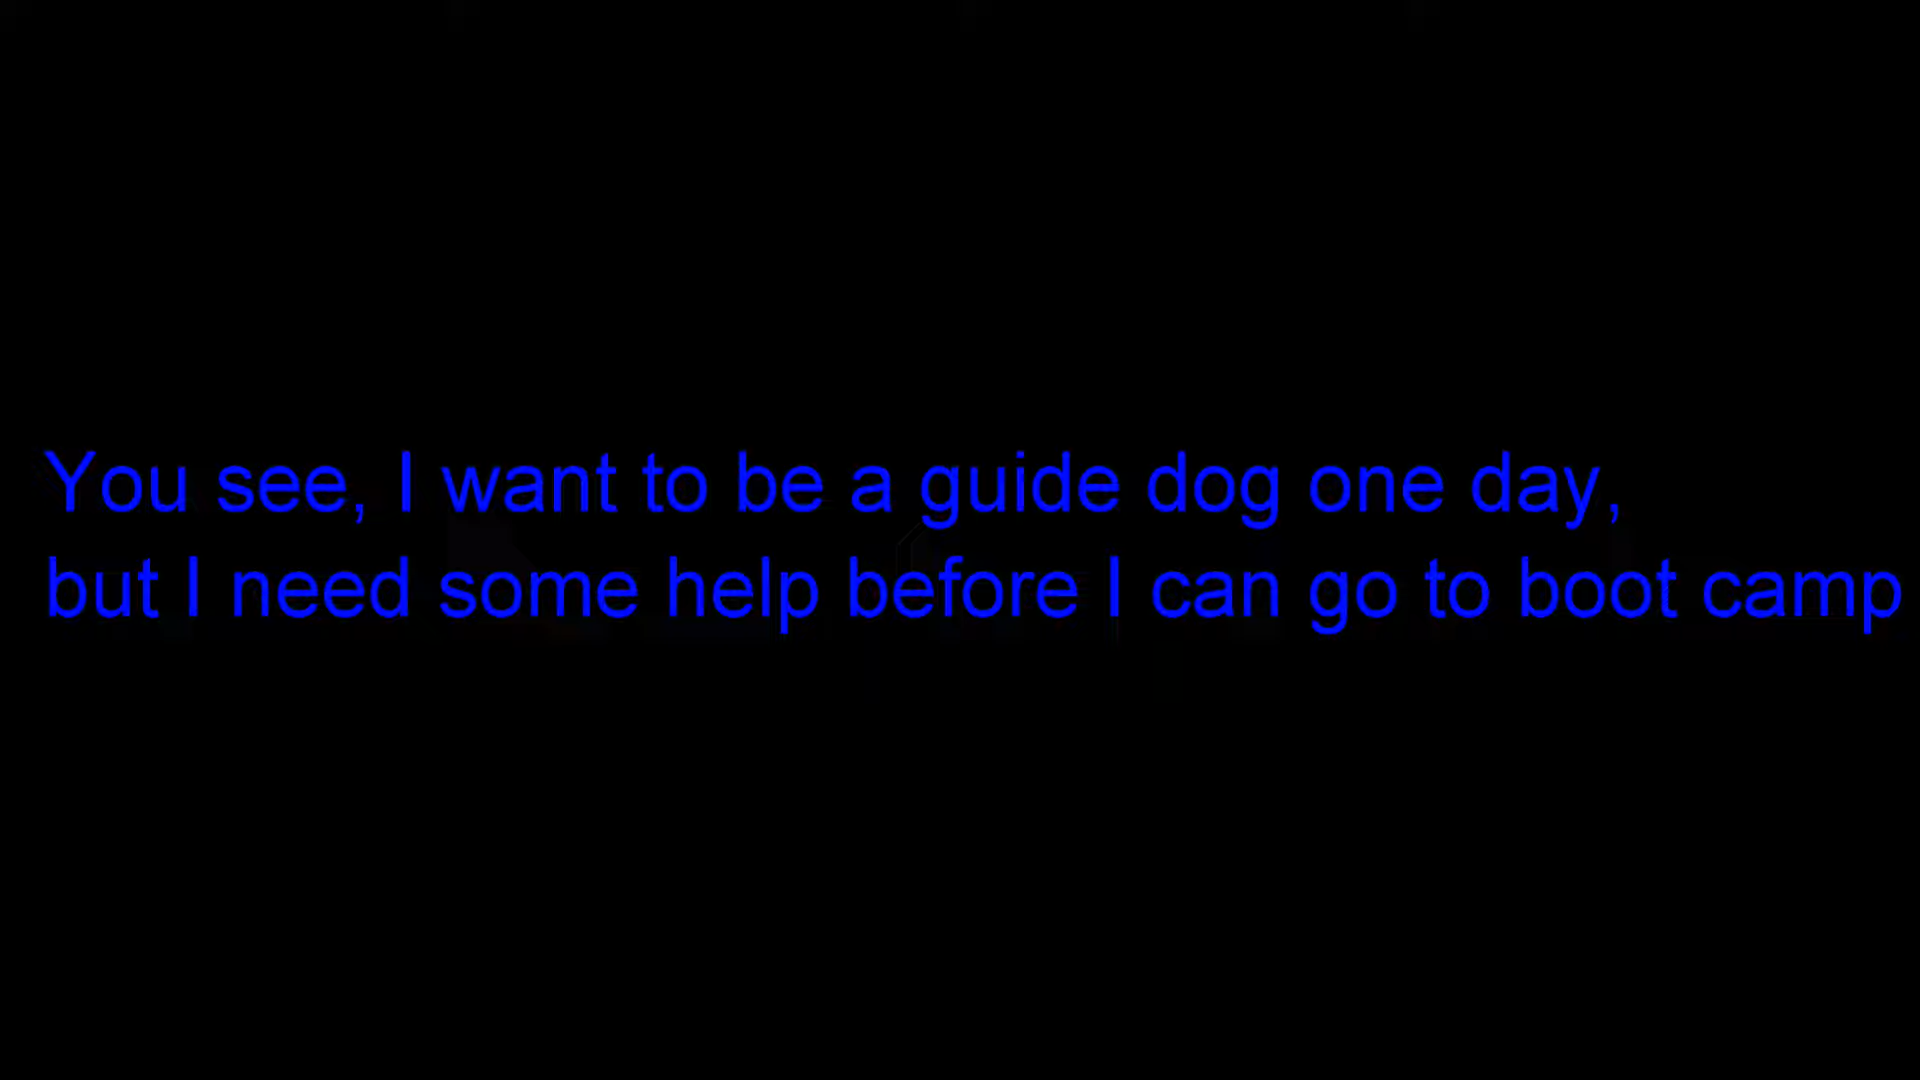 You see, I want to be a guide dog one day,
but I need some help before I can go to boot camp